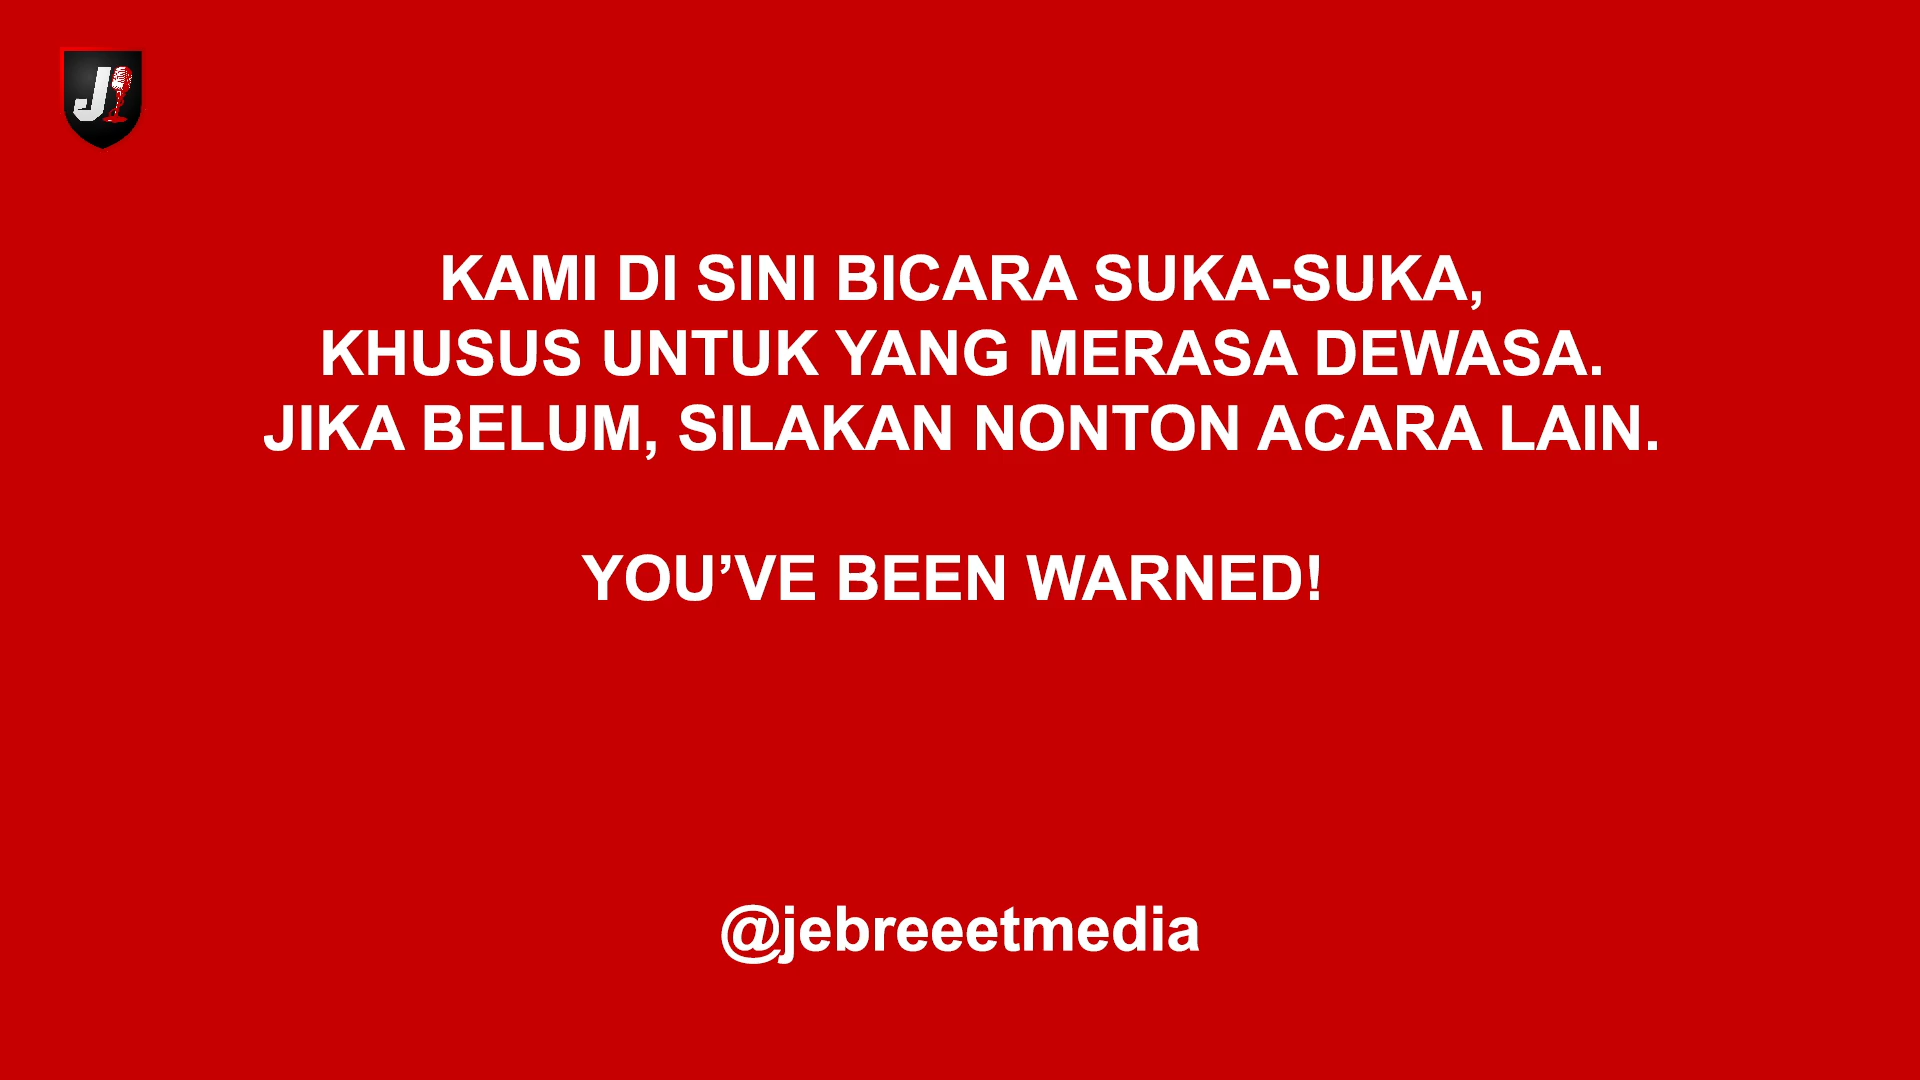 J
KAMI DI SINI BICARA SUKA-SUKA,
KHUSUS UNTUK YANG MERASA DEWASA.
JIKA BELUM, SILAKAN NONTON ACARA LAIN.
YOU’VE BEEN WARNED!
@jebreeetmedia